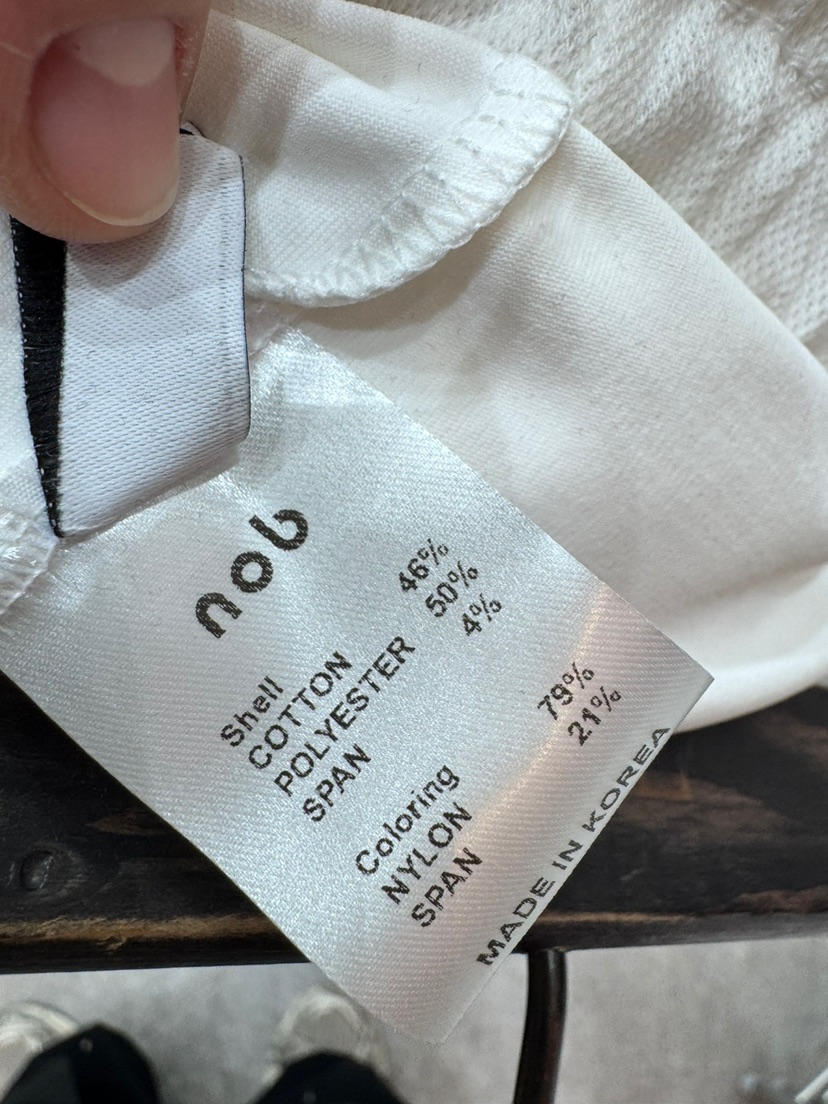 nob
Shell
COTTON 46%
POLYESTER 50%
SPAN 4%
Coloring
NYLON 79%
SPAN 21%
MADE IN KOREA